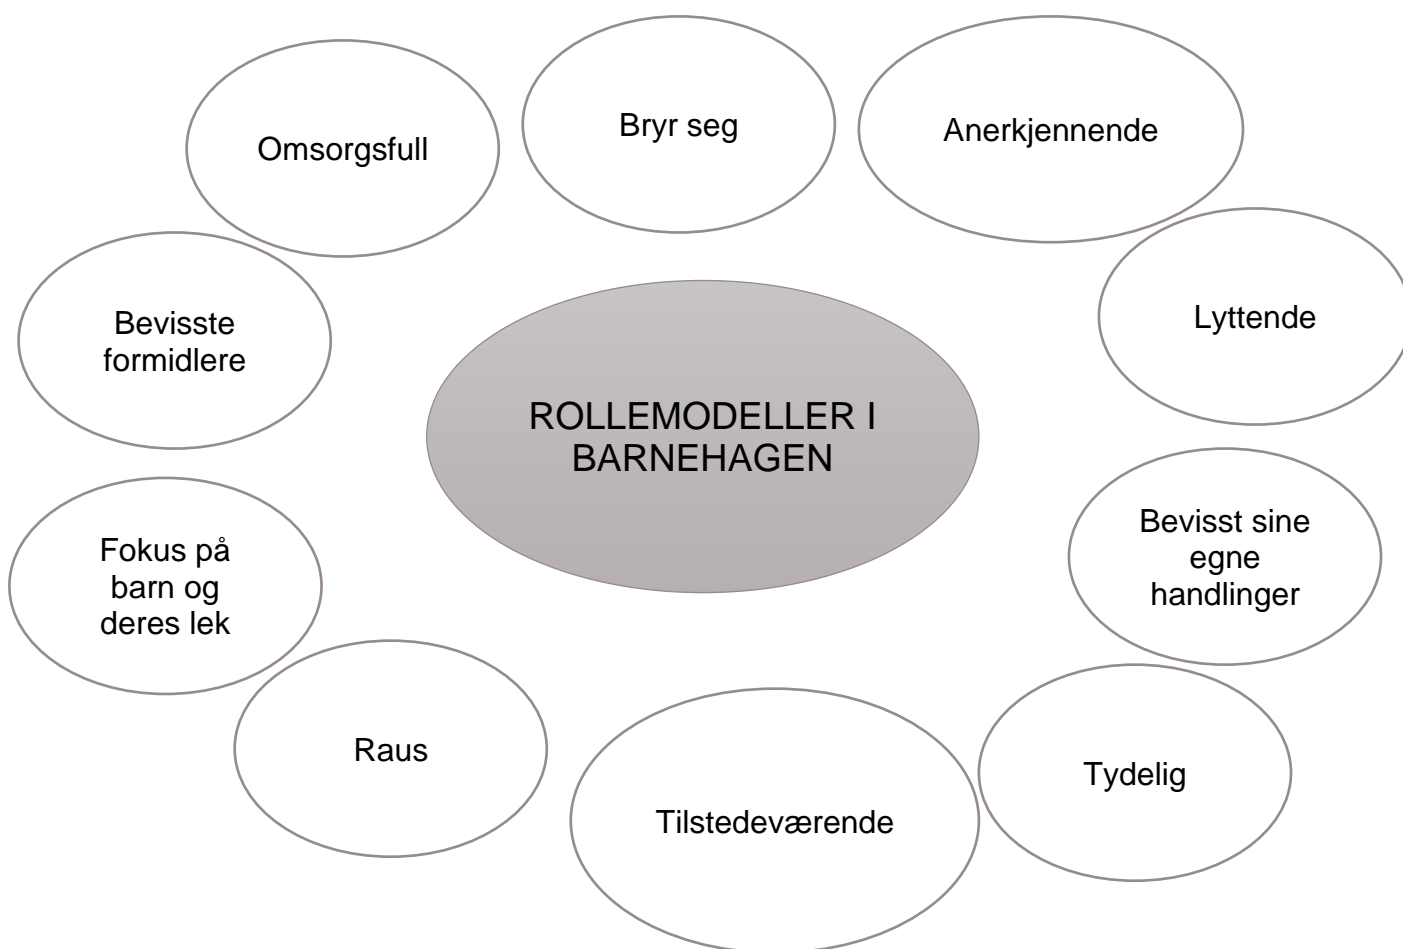 Omsorgsfull
Bryr seg
Anerkjennende
Lyttende
Bevisste
formidlere
ROLLEMODELLER I
BARNEHAGEN
Bevisst sine
egne
handlinger
Fokus på
barn og
deres lek
Raus
Tilstedeværende
Tydelig